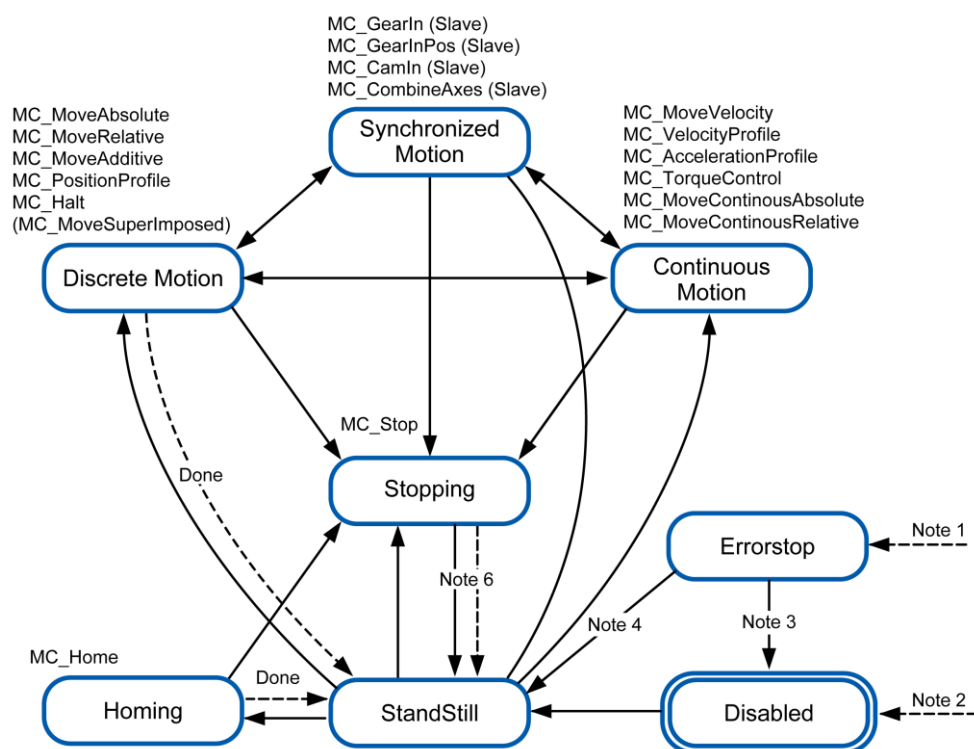 MC_GearIn (Slave)
MC_GearInPos (Slave)
MC_CamIn (Slave)
MC_CombineAxes (Slave)
MC_MoveAbsolute
MC_MoveRelative
MC_MoveAdditive
MC_PositionProfile
MC_Halt
(MC_MoveSuperImposed)
Synchronized
Motion
MC_MoveVelocity
MC_VelocityProfile
MC_AccelerationProfile
MC_TorqueControl
MC_MoveContinousAbsolute
MC_MoveContinousRelative
Discrete Motion
Continuous
Motion
MC_Stop
Done
Stopping
Note 1
Errorstop
Note 6
Note 4
Note 3
MC_Home
Done
Homing
StandStill
Disabled
Note 2